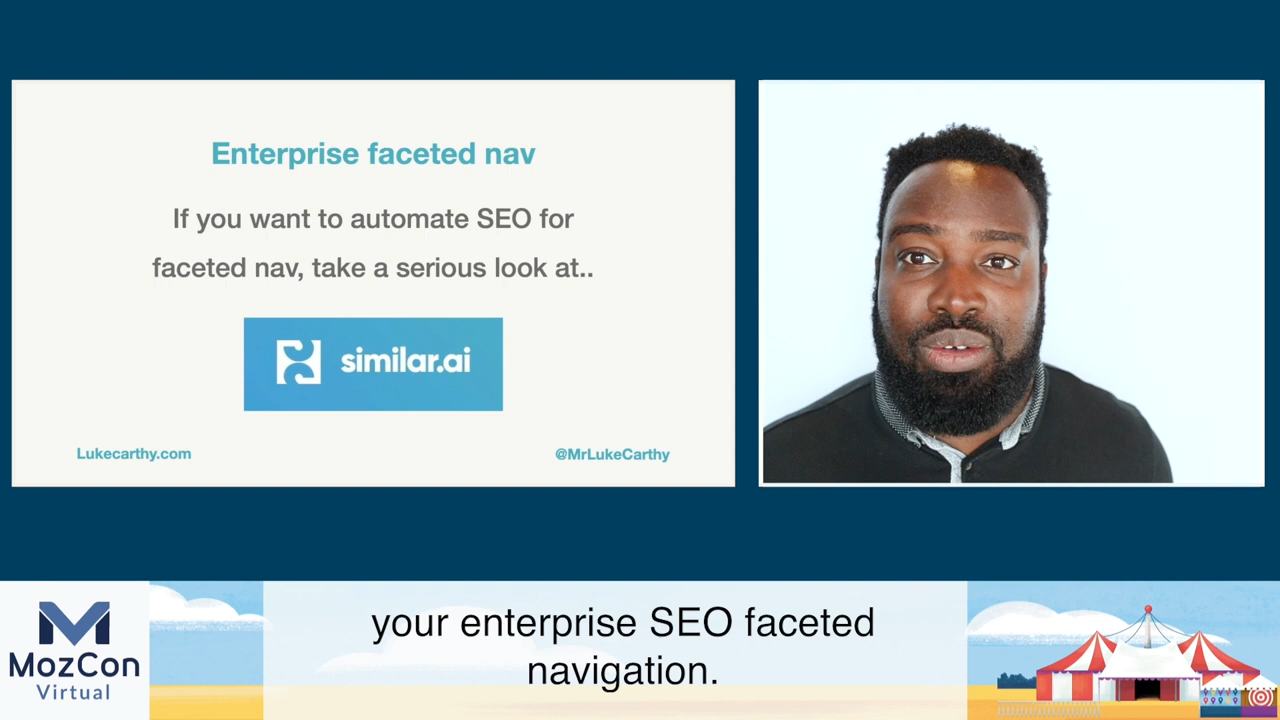 Enterprise faceted nav
If you want to automate SEO for
faceted nav, take a serious look at..
similar.ai
Lukecarthy.com
@MrLukeCarthy
your enterprise SEO faceted
navigation.
MozCon
Virtual